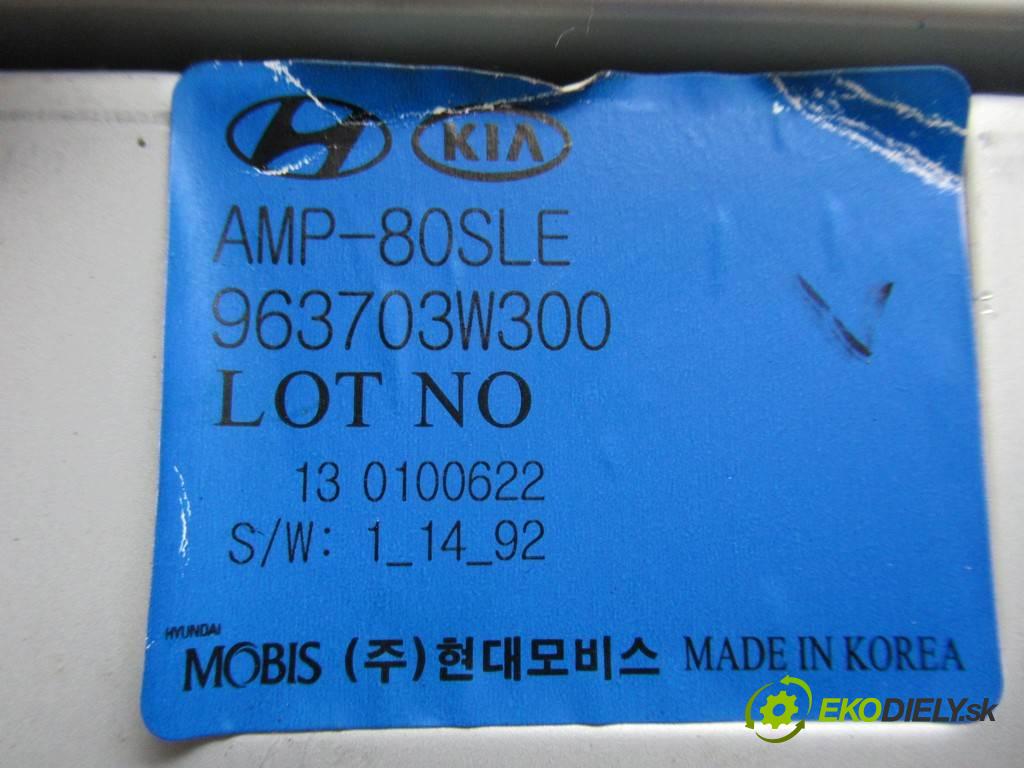 KIA
AMP-80SLE
963703W300
LOT NO
13 0100622
S/W: 1_14_92
HYUNDAI
MOBIS (주)현대모비스 MADE IN KOREA
EKODIELY.sk